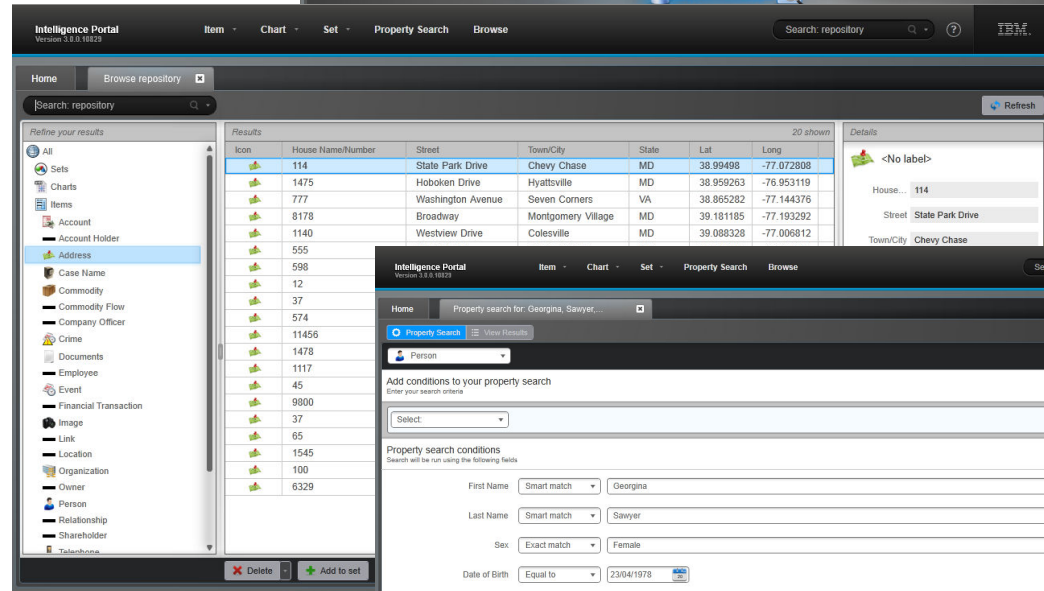 Intelligence Portal
Version 3.0.0.10829
Item Chart Set Property Search Browse
Search: repository
?
IBM.
Home Browse repository
Search: repository
Refresh
Refine your results
All
Sets
Charts
Items
Account
Account Holder
Address
Case Name
Commodity
Commodity Flow
Company Officer
Crime
Documents
Employee
Event
Financial Transaction
Image
Link
Location
Organization
Owner
Person
Relationship
Shareholder
Telephone
Results 20 shown
Icon House Name/Number Street Town/City State Lat Long
114 State Park Drive Chevy Chase MD 38.99498 -77.072808
1475 Hoboken Drive Hyattsville MD 38.959263 -76.953119
777 Washington Avenue Seven Corners VA 38.865282 -77.144376
8178 Broadway Montgomery Village MD 39.181185 -77.193292
1140 Westview Drive Colesville MD 39.088328 -77.006812
555
598
12
37
574
11456
1478
1117
45
9800
37
65
1545
100
6329
Delete Add to set
Details
<No label>
House... 114
Street State Park Drive
Town/City Chevy Chase
Intelligence Portal
Version 3.0.0.10829
Item Chart Set Property Search Browse
Se
Home Property search for: Georgina, Sawyer,...
Property Search View Results
Person
Add conditions to your property search
Enter your search criteria
Select:
Property search conditions
Search will be run using the following fields
First Name Smart match Georgina
Last Name Smart match Sawyer
Sex Exact match Female
Date of Birth Equal to 23/04/1978